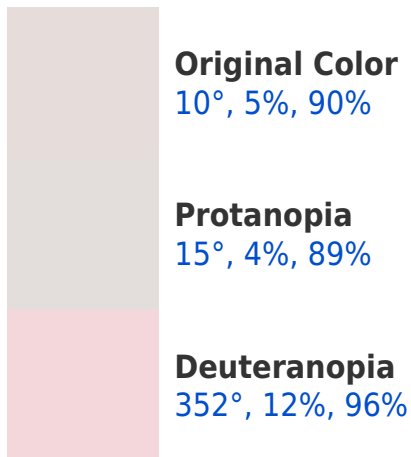 Original Color
10°, 5%, 90%
Protanopia
15°, 4%, 89%
Deuteranopia
352°, 12%, 96%